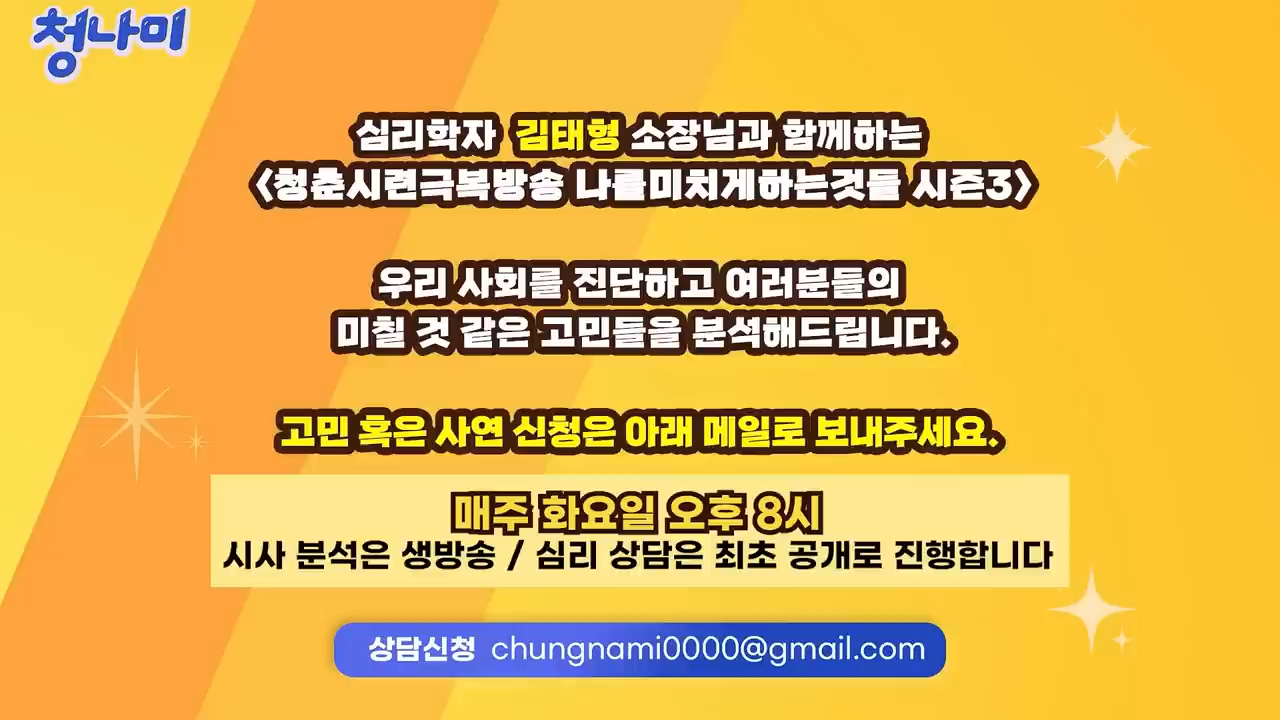 청나미
심리학자 김태형 소장님과 함께하는
<청춘시련극복방송 나를미치게하는것들 시즌3>
우리 사회를 진단하고 여러분들의
미칠 것 같은 고민들을 분석해드립니다.
고민 혹은 사연 신청은 아래 메일로 보내주세요.
매주 화요일 오후 8시
시사 분석은 생방송 / 심리 상담은 최초 공개로 진행합니다
상담신청 chungnami0000@gmail.com